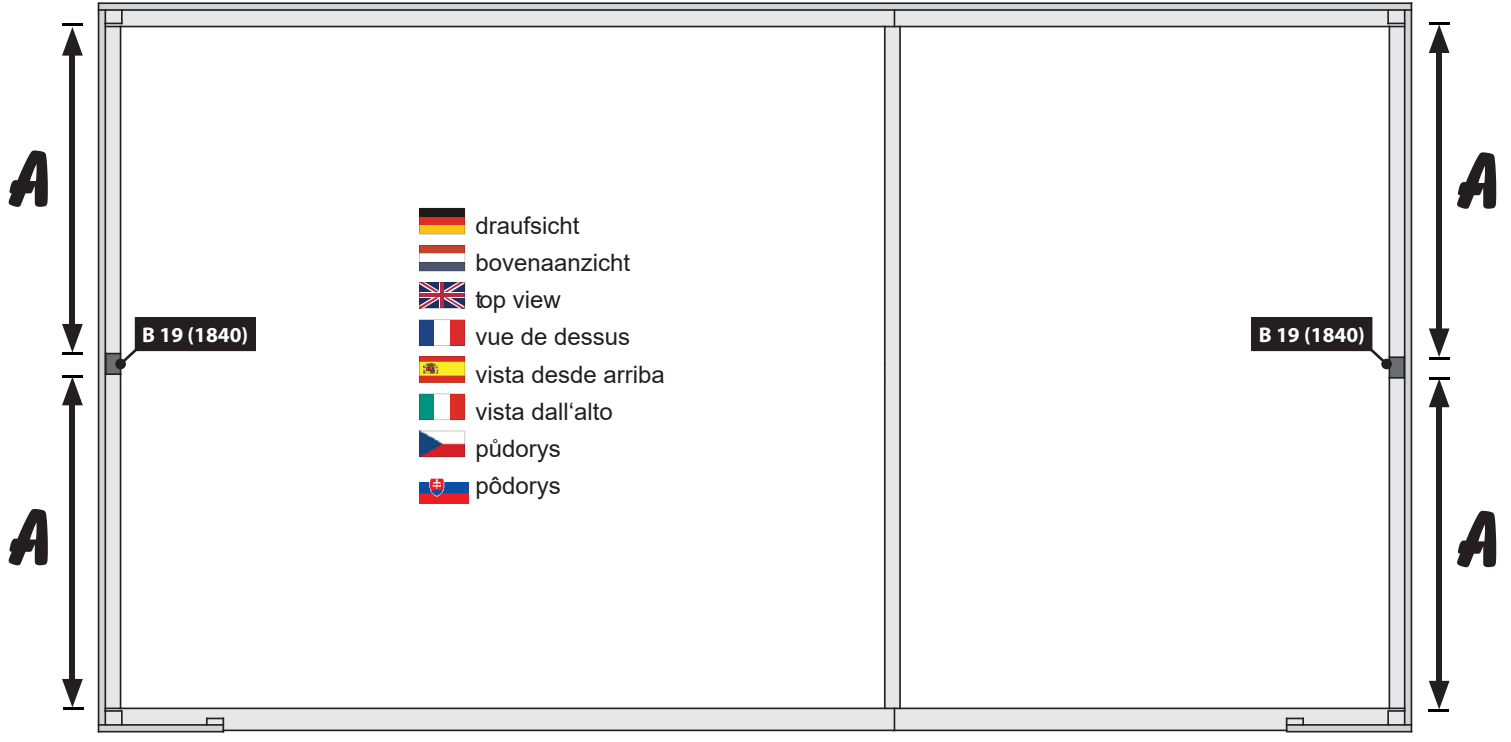 A
A
draufsicht
bovenaanzicht
top view
vue de dessus
vista desde arriba
vista dall‘alto
půdorys
pôdorys
B 19 (1840)
B 19 (1840)
A
A